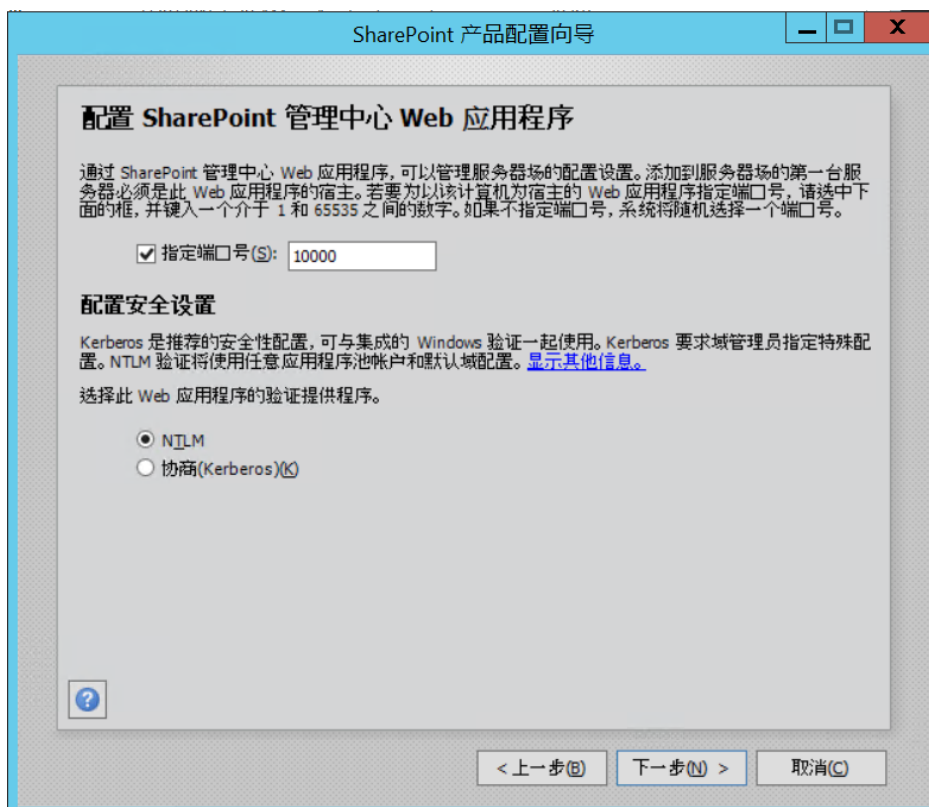 SharePoint 产品配置向导
配置 SharePoint 管理中心 Web 应用程序
通过 SharePoint 管理中心 Web 应用程序, 可以管理服务器场的配置设置。添加到服务器场的第一台服
务器必须是此 Web 应用程序的宿主。若要为以该计算机为宿主的 Web 应用程序指定端口号, 请选中下
面的框, 并键入一个介于 1 和 65535 之间的数字。如果不指定端口号, 系统将随机选择一个端口号。
指定端口号(S): 10000
配置安全设置
Kerberos 是推荐的安全性配置, 可与集成的 Windows 验证一起使用。Kerberos 要求域管理员指定特殊配
置。NTLM 验证将使用任意应用程序池帐户和默认域配置。显示其他信息。
选择此 Web 应用程序的验证提供程序。
NTLM
协商(Kerberos)(K)
< 上一步(B) 下一步(N) > 取消(C)